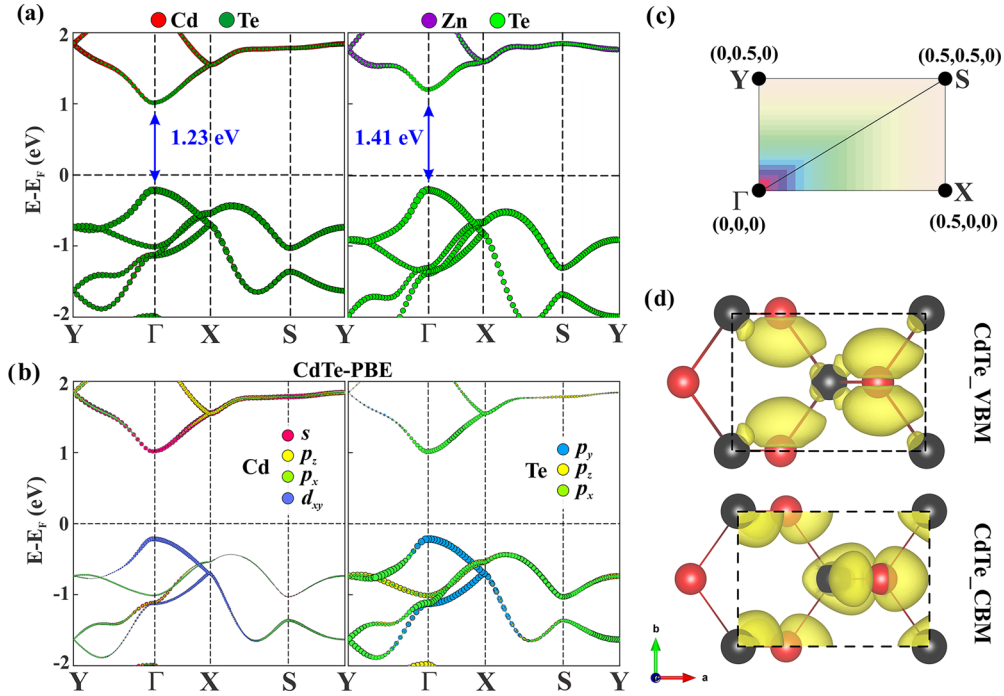 (a)
Cd Te
Zn Te
2
1
0
-1
-2
E-E_F (eV)
1.23 eV
1.41 eV
Y Γ X S Y
Γ X S Y
(b)
CdTe-PBE
2
1
0
-1
-2
E-E_F (eV)
Cd
s
p_z
p_x
d_xy
Te
p_y
p_z
p_x
Y Γ X S Y
Γ X S Y
(c)
(0,0.5,0)
(0.5,0.5,0)
Y
S
Γ
X
(0,0,0)
(0.5,0,0)
(d)
CdTe_VBM
CdTe_CBM
b
a